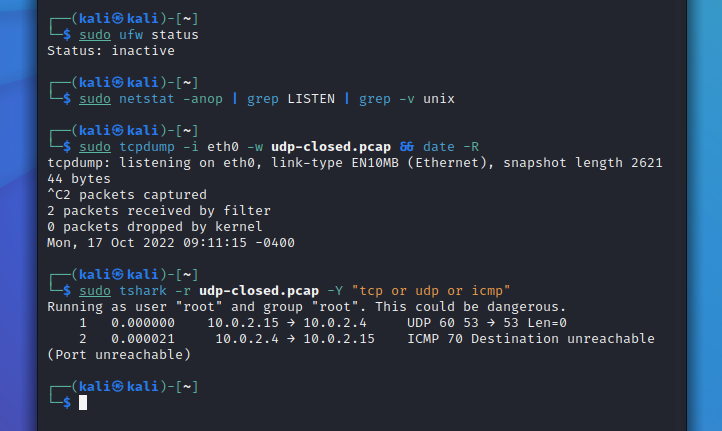 ┌──(kali㉿kali)-[~]
└─$ sudo ufw status
Status: inactive
┌──(kali㉿kali)-[~]
└─$ sudo netstat -anop | grep LISTEN | grep -v unix
┌──(kali㉿kali)-[~]
└─$ sudo tcpdump -i eth0 -w udp-closed.pcap && date -R
tcpdump: listening on eth0, link-type EN10MB (Ethernet), snapshot length 2621
44 bytes
^C2 packets captured
2 packets received by filter
0 packets dropped by kernel
Mon, 17 Oct 2022 09:11:15 -0400
┌──(kali㉿kali)-[~]
└─$ sudo tshark -r udp-closed.pcap -Y "tcp or udp or icmp"
Running as user "root" and group "root". This could be dangerous.
    1   0.000000    10.0.2.15 → 10.0.2.4     UDP 60 53 → 53 Len=0
    2   0.000021     10.0.2.4 → 10.0.2.15    ICMP 70 Destination unreachable
(Port unreachable)
┌──(kali㉿kali)-[~]
└─$